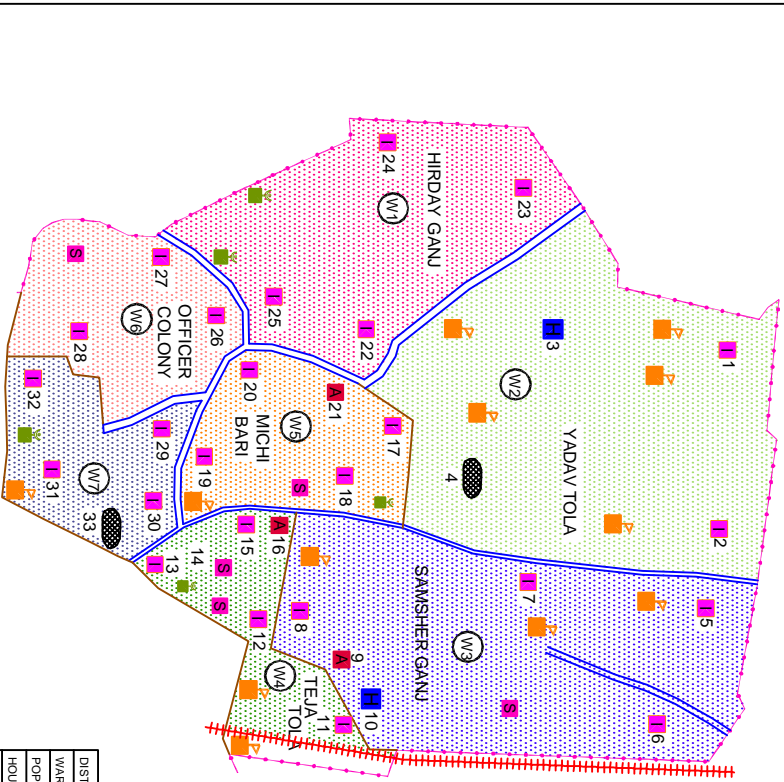 HIRDAY GANJ
W1
I 24
I 23
I 25
I 22
H 3
I 1
W2
YADAV TOLA
4
I 2
S
I 27
I 26
OFFICER
COLONY
W6
I 28
I 20
A 21
I 17
W5
MICHI
BARI
I 19
I 18
S
I 32
I 29
I 31
W7
I 30
33
I 13
14
S
S
I 15
A 16
I 12
I 8
I 7
I 5
SAMSHER GANJ
W3
A 9
H 10
S
I 6
W4
TEJA
TOLA
I 11
DIST
WAR
POP
HOU